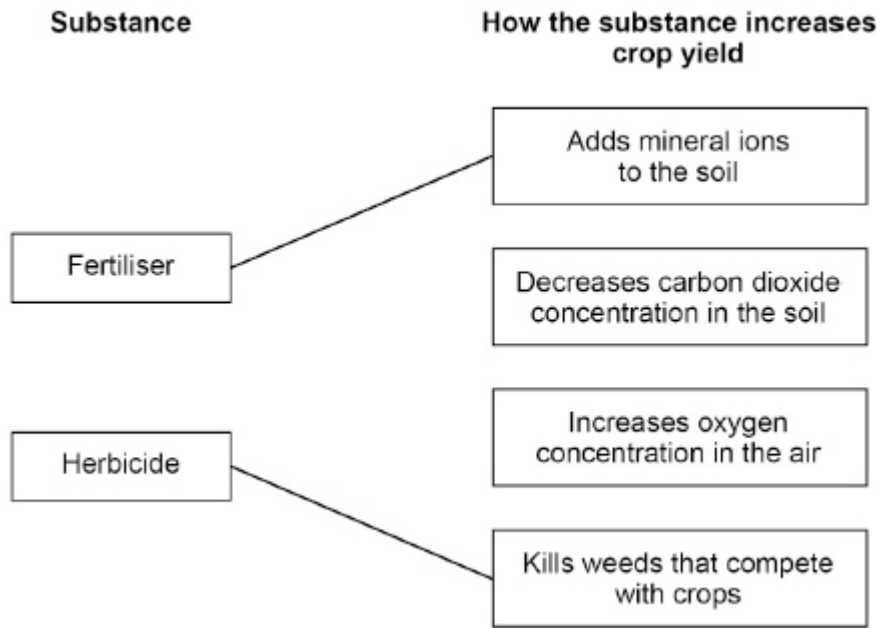 Substance
How the substance increases
crop yield
Adds mineral ions
to the soil
Fertiliser
Decreases carbon dioxide
concentration in the soil
Increases oxygen
concentration in the air
Herbicide
Kills weeds that compete
with crops